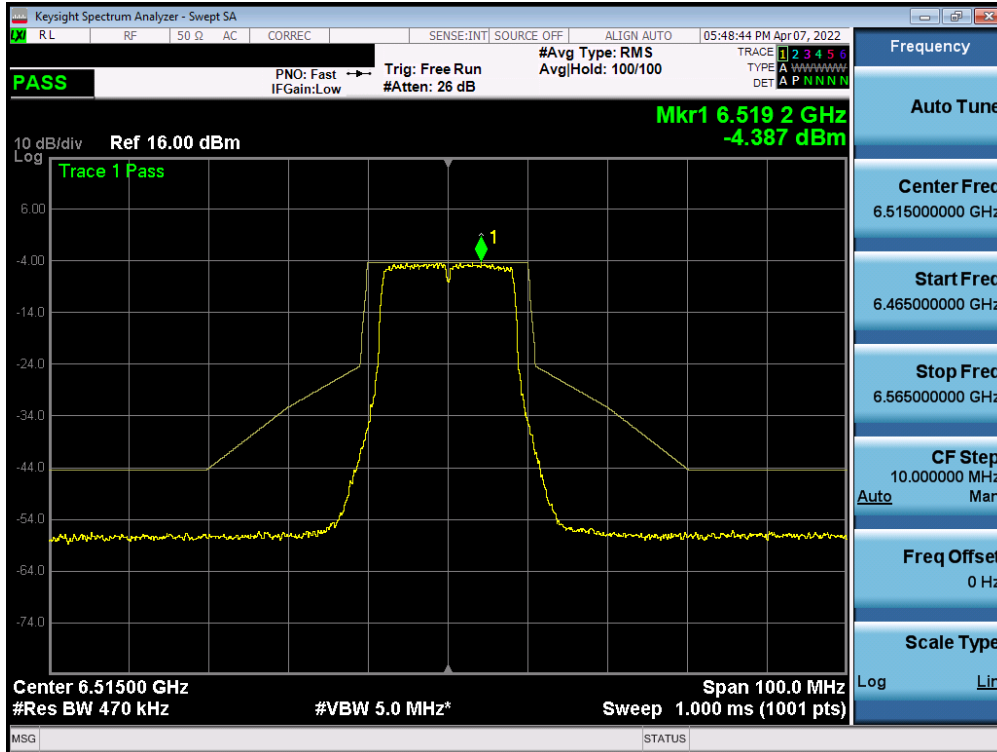 Keysight Spectrum Analyzer - Swept SA
LXI RL RF 50 Ω AC CORREC SENSE:INT SOURCE OFF ALIGN AUTO 05:48:44 PM Apr 07, 2022
PASS
PNO: Fast
IFGain:Low
Trig: Free Run
#Atten: 26 dB
#Avg Type: RMS
Avg|Hold: 100/100
TRACE 1 2 3 4 5 6
TYPE A WWWWW
DET A P N N N N
Mkr1 6.519 2 GHz
-4.387 dBm
10 dB/div Ref 16.00 dBm
Log
Trace 1 Pass
1
6.00
-4.00
-14.0
-24.0
-34.0
-44.0
-54.0
-64.0
-74.0
Center 6.51500 GHz Span 100.0 MHz
#Res BW 470 kHz #VBW 5.0 MHz* Sweep 1.000 ms (1001 pts)
MSG STATUS
Frequency
Auto Tune
Center Freq
6.515000000 GHz
Start Freq
6.465000000 GHz
Stop Freq
6.565000000 GHz
CF Step
10.000000 MHz
Auto Man
Freq Offset
0 Hz
Scale Type
Log Lin